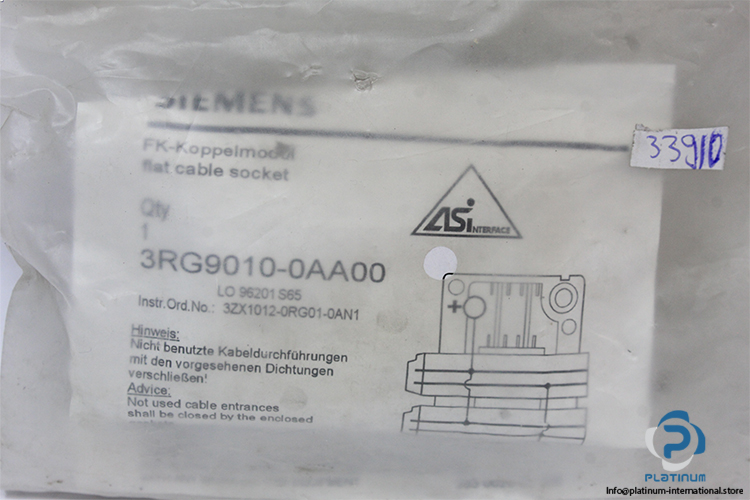 SIEMENS
FK-Koppelmodul
flat cable socket
33910
Qty
1
ASi INTERFACE
3RG9010-0AA00
LO 96201 S65
Instr.Ord.No.: 3ZX1012-0RG01-0AN1
+
Hinweis:
Nicht benutzte Kabeldurchführungen
mit den vorgesehenen Dichtungen
verschließen!
Advice:
Not used cable entrances
shall be closed by the enclosed
PLATINUM
Info@platinum-international.store